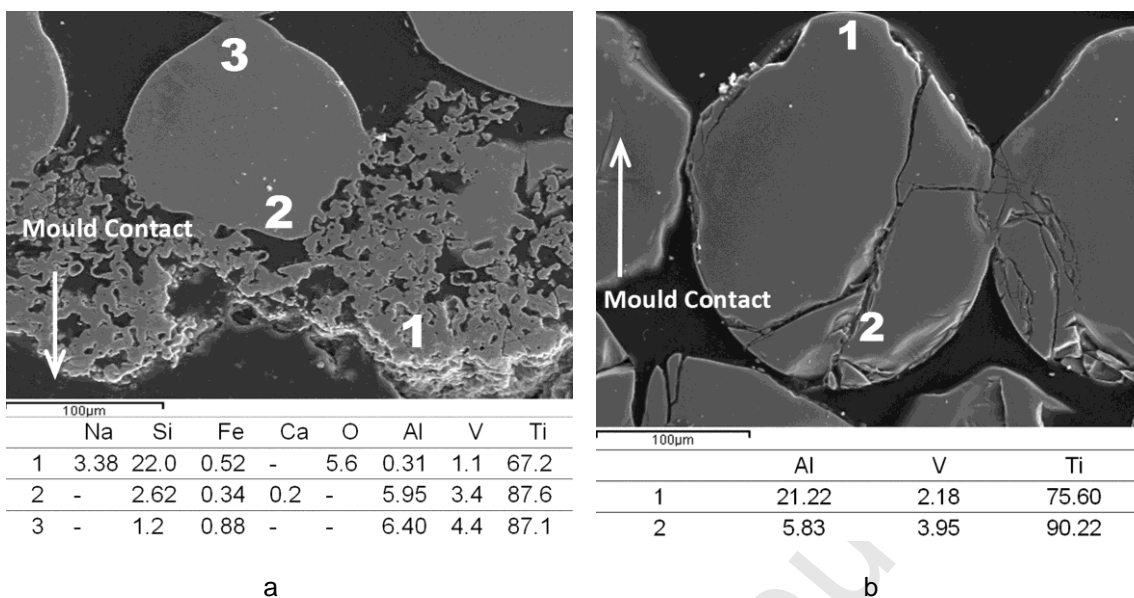 3
2
Mould Contact
1
100µm
Na Si Fe Ca O Al V Ti
1 3.38 22.0 0.52 - 5.6 0.31 1.1 67.2
2 - 2.62 0.34 0.2 - 5.95 3.4 87.6
3 - 1.2 0.88 - - 6.40 4.4 87.1
a
1
Mould Contact
2
100µm
Al V Ti
1 21.22 2.18 75.60
2 5.83 3.95 90.22
b